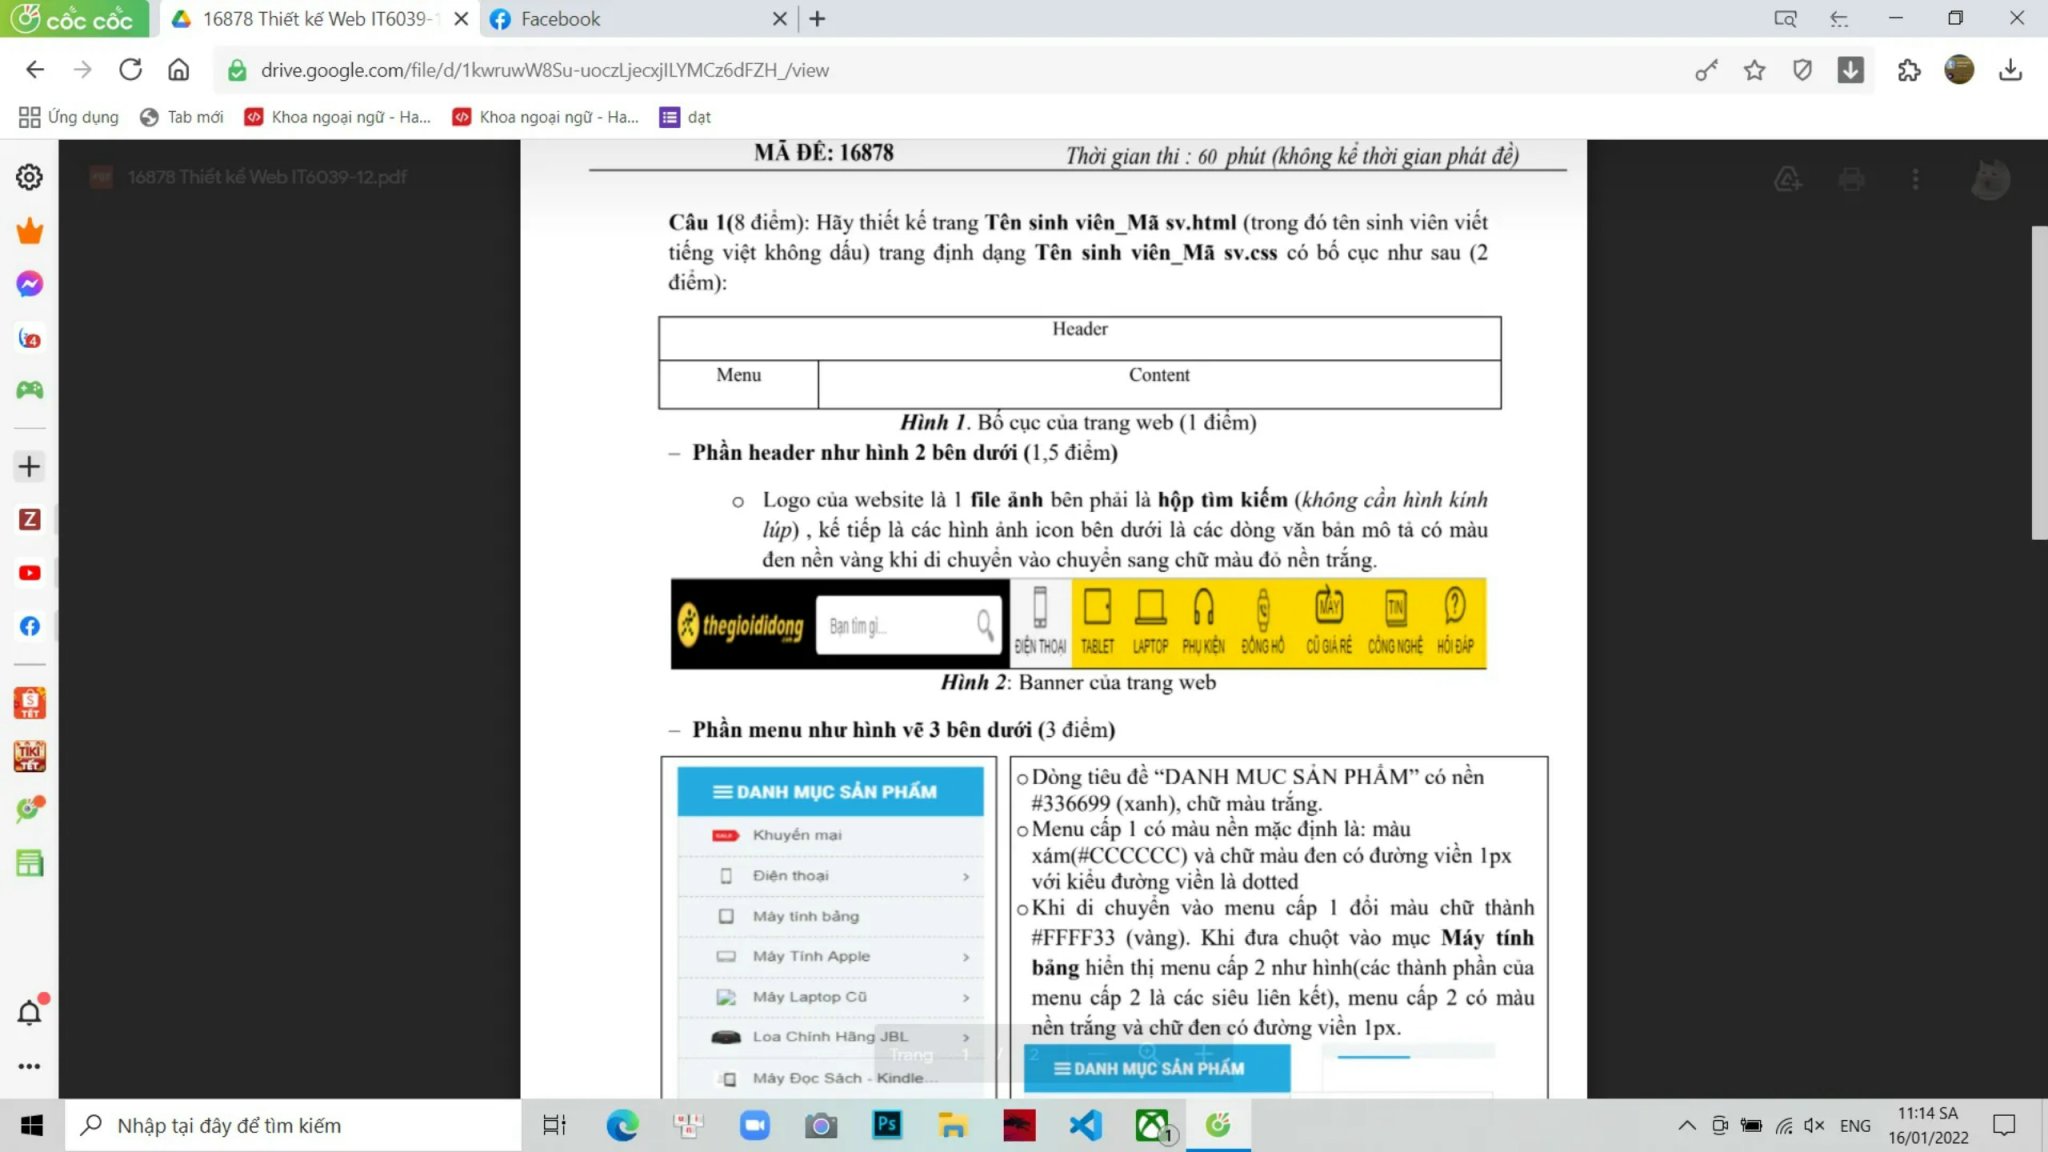 cốc cốc
16878 Thiết kế Web IT6039-1
Facebook
drive.google.com/file/d/1kwruwW8Su-uoczLjecxjILYMCz6dFZH_/view
Ứng dụng
Tab mới
Khoa ngoại ngữ - Ha...
Khoa ngoại ngữ - Ha...
dạt
16878 Thiết kế Web IT6039-12.pdf
MÃ ĐỀ: 16878
Thời gian thi : 60 phút (không kể thời gian phát đề)
Câu 1(8 điểm): Hãy thiết kế trang Tên sinh viên_Mã sv.html (trong đó tên sinh viên viết
tiếng việt không dấu) trang định dạng Tên sinh viên_Mã sv.css có bố cục như sau (2
điểm):
Header
Menu
Content
Hình 1. Bố cục của trang web (1 điểm)
– Phần header như hình 2 bên dưới (1,5 điểm)
o Logo của website là 1 file ảnh bên phải là hộp tìm kiếm (không cần hình kính
lúp) , kế tiếp là các hình ảnh icon bên dưới là các dòng văn bản mô tả có màu
đen nền vàng khi di chuyển vào chuyển sang chữ màu đỏ nền trắng.
thegioididong
.com
Bạn tìm gì...
MÁY
TIN
?
ĐIỆN THOẠI
TABLET
LAPTOP
PHỤ KIỆN
ĐỒNG HỒ
CŨ GIÁ RẺ
CÔNG NGHỆ
HỎI ĐÁP
Hình 2: Banner của trang web
– Phần menu như hình vẽ 3 bên dưới (3 điểm)
DANH MỤC SẢN PHẨM
SALE
Khuyến mại
Điện thoại
Máy tính bảng
Máy Tính Apple
Máy Laptop Cũ
Loa Chính Hãng JBL
Máy Đọc Sách - Kindle...
o Dòng tiêu đề “DANH MUC SẢN PHẨM” có nền
#336699 (xanh), chữ màu trắng.
o Menu cấp 1 có màu nền mặc định là: màu
xám(#CCCCCC) và chữ màu đen có đường viền 1px
với kiểu đường viền là dotted
o Khi di chuyển vào menu cấp 1 đổi màu chữ thành
#FFFF33 (vàng). Khi đưa chuột vào mục Máy tính
bảng hiển thị menu cấp 2 như hình(các thành phần của
menu cấp 2 là các siêu liên kết), menu cấp 2 có màu
nền trắng và chữ đen có đường viền 1px.
DANH MỤC SẢN PHẨM
Trang 1 / 2
4
Z
TẾT
TIKI
TẾT
Nhập tại đây để tìm kiếm
Ps
1
ENG
11:14 SA
16/01/2022